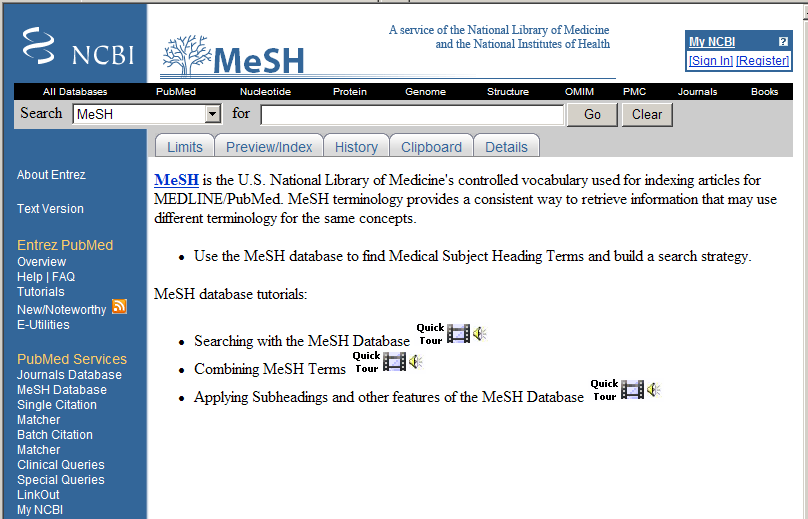 NCBI
MeSH
A service of the National Library of Medicine
and the National Institutes of Health
My NCBI ?
[Sign In] [Register]
All Databases PubMed Nucleotide Protein Genome Structure OMIM PMC Journals Books
Search MeSH for Go Clear
Limits Preview/Index History Clipboard Details
About Entrez
Text Version
Entrez PubMed
Overview
Help | FAQ
Tutorials
New/Noteworthy
E-Utilities
PubMed Services
Journals Database
MeSH Database
Single Citation
Matcher
Batch Citation
Matcher
Clinical Queries
Special Queries
LinkOut
My NCBI
MeSH is the U.S. National Library of Medicine's controlled vocabulary used for indexing articles for
MEDLINE/PubMed. MeSH terminology provides a consistent way to retrieve information that may use
different terminology for the same concepts.
• Use the MeSH database to find Medical Subject Heading Terms and build a search strategy.
MeSH database tutorials:
• Searching with the MeSH Database Quick Tour
• Combining MeSH Terms Quick Tour
• Applying Subheadings and other features of the MeSH Database Quick Tour